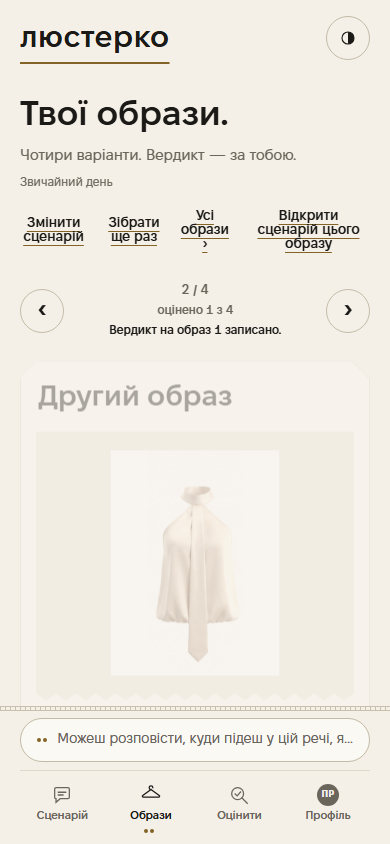 люстерко
Твої образи.
Чотири варіанти. Вердикт — за тобою.
Звичайний день
Змінити сценарій
Зібрати ще раз
Усі образи ›
Відкрити сценарій цього образу
‹
2 / 4
оцінено 1 з 4
Вердикт на образ 1 записано.
›
Другий образ
Можеш розповісти, куди підеш у цій речі, я...
Сценарій
Образи
Оцінити
ПР
Профіль